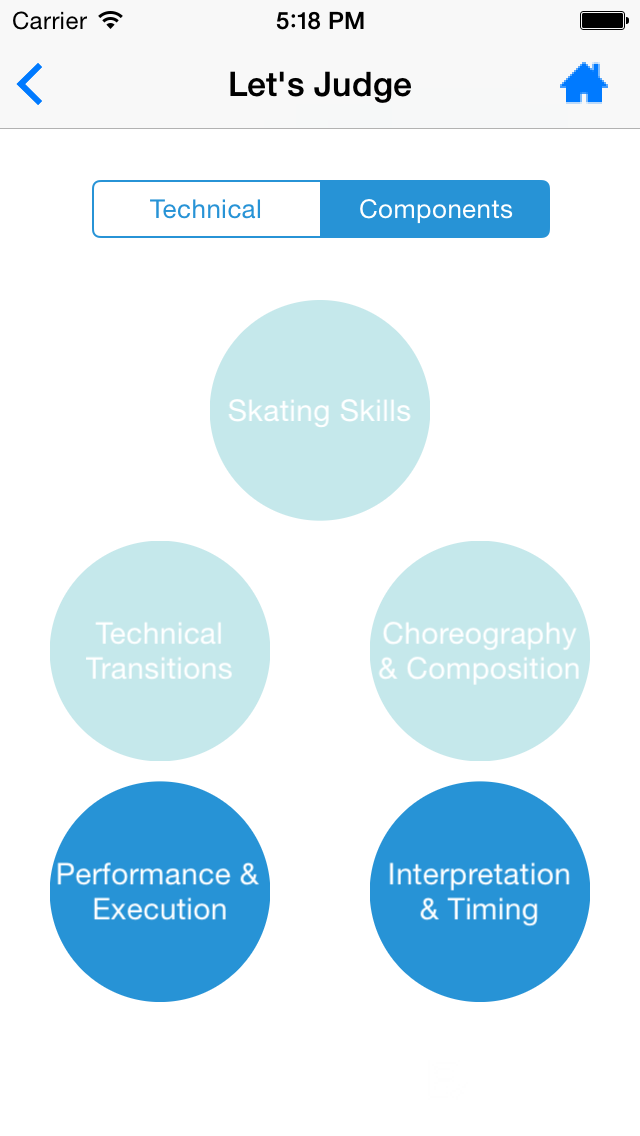 Carrier 5:18 PM
Let's Judge
Technical Components
Skating Skills
Technical
Transitions
Choreography
& Composition
Performance &
Execution
Interpretation
& Timing